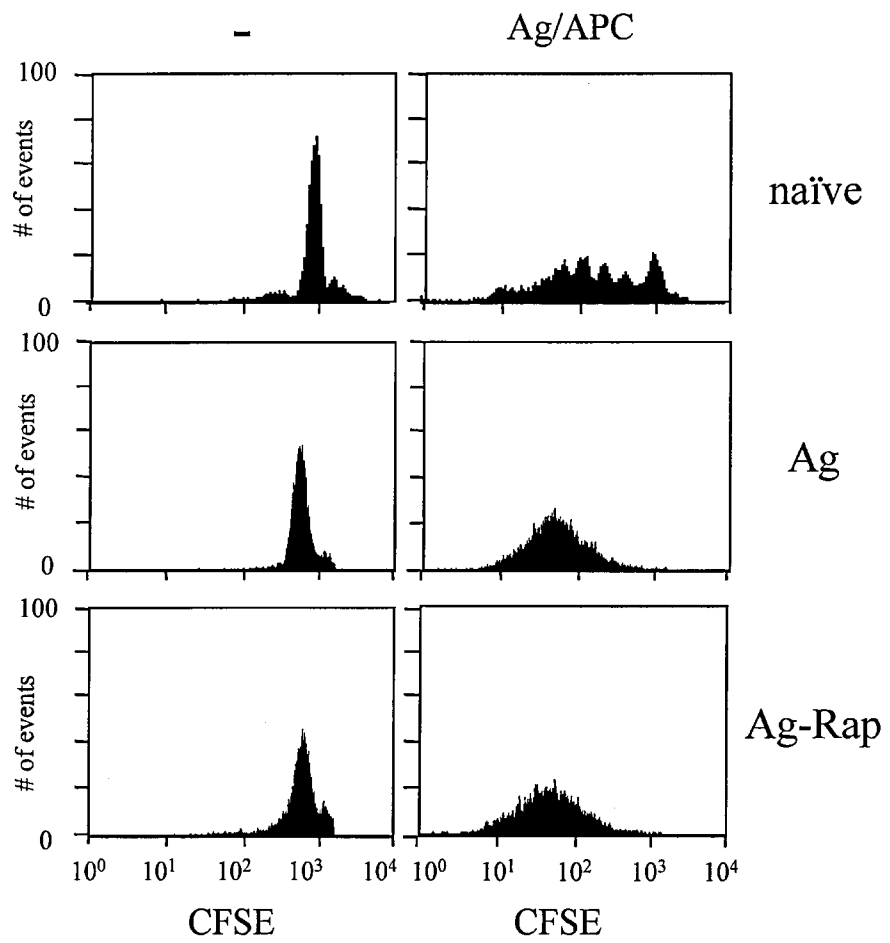 – Ag/APC
100
# of events
0
naïve
100
# of events
0
Ag
100
# of events
0
Ag-Rap
10⁰ 10¹ 10² 10³ 10⁴ 10⁰ 10¹ 10² 10³ 10⁴
CFSE CFSE